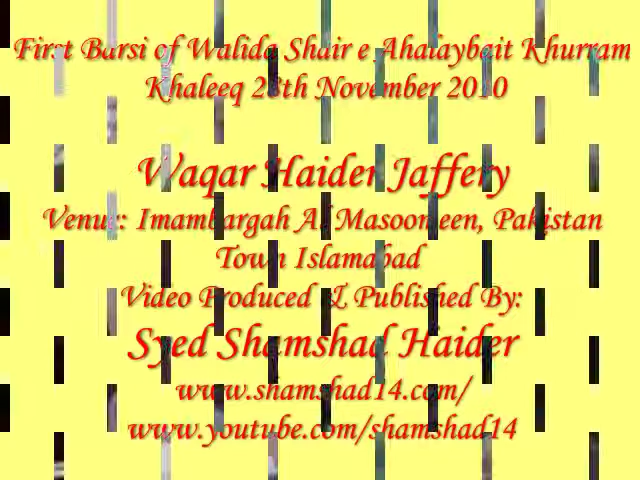 First Barsi of Walida Shair e Ahalaybait Khurram
Khaleeq 28th November 2010
Waqar Haider Jaffery
Venue: Imambargah Al Masoomeen, Pakistan
Town Islamabad
Video Produced & Published By:
Syed Shamshad Haider
www.shamshad14.com/
www.youtube.com/shamshad14